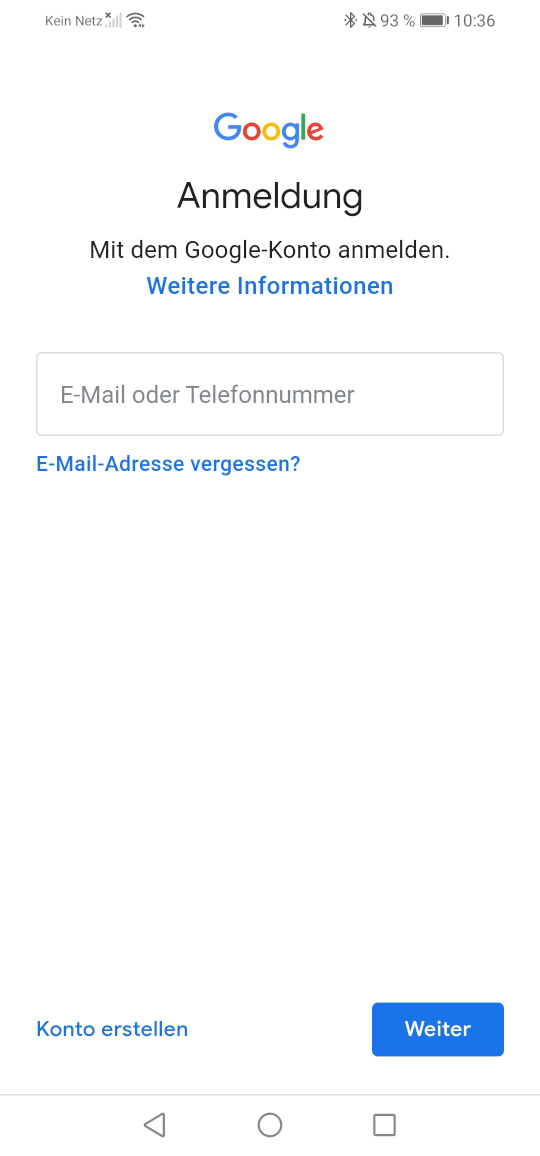 Kein Netz 93 % 10:36
Google
Anmeldung
Mit dem Google-Konto anmelden.
Weitere Informationen
E-Mail oder Telefonnummer
E-Mail-Adresse vergessen?
Konto erstellen Weiter